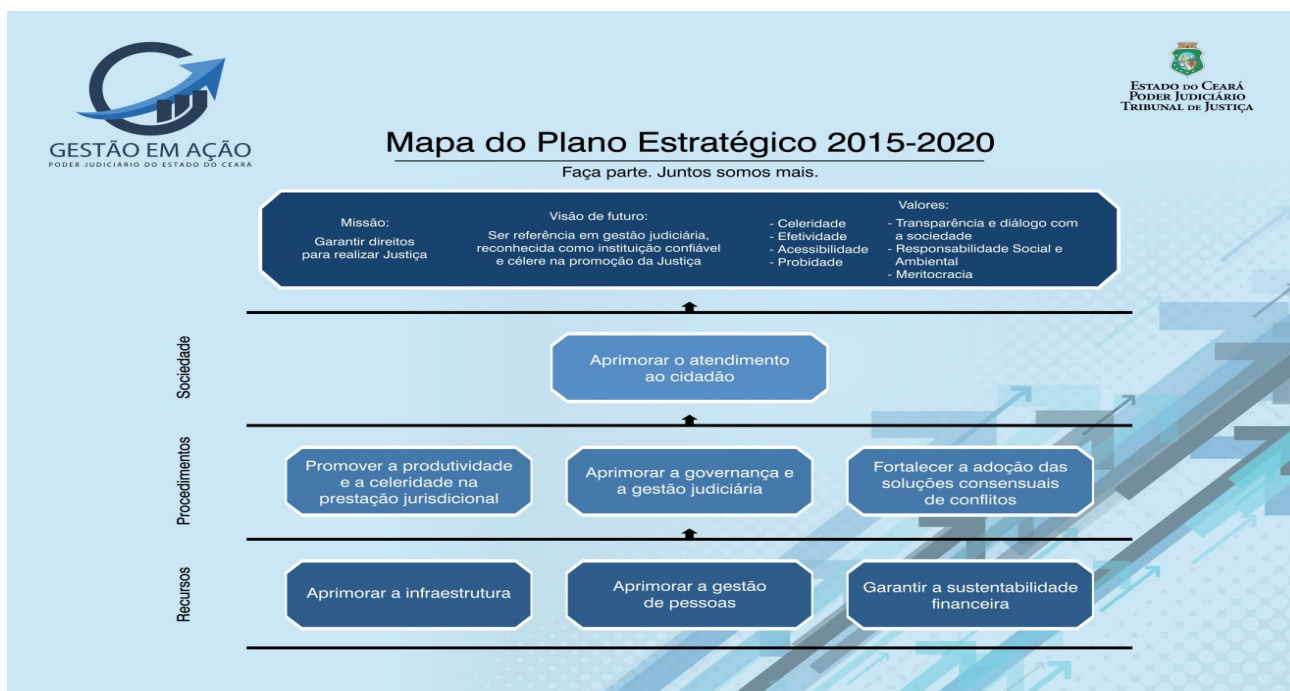 GESTÃO EM AÇÃO
PODER JUDICIÁRIO DO ESTADO DO CEARÁ
ESTADO DO CEARÁ
PODER JUDICIÁRIO
TRIBUNAL DE JUSTIÇA
Mapa do Plano Estratégico 2015-2020
Faça parte. Juntos somos mais.
Missão:
Garantir direitos
para realizar Justiça
Visão de futuro:
Ser referência em gestão judiciária,
reconhecida como instituição confiável
e célere na promoção da Justiça
Valores:
- Celeridade
- Efetividade
- Acessibilidade
- Probidade
- Transparência e diálogo com
a sociedade
- Responsabilidade Social e
Ambiental
- Meritocracia
Sociedade
Aprimorar o atendimento
ao cidadão
Procedimentos
Promover a produtividade
e a celeridade na
prestação jurisdicional
Aprimorar a governança e
a gestão judiciária
Fortalecer a adoção das
soluções consensuais
de conflitos
Recursos
Aprimorar a infraestrutura
Aprimorar a gestão
de pessoas
Garantir a sustentabilidade
financeira